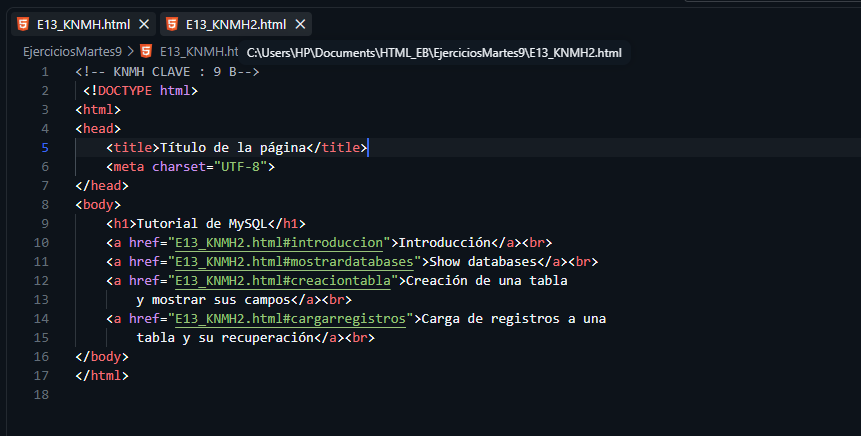 E13_KNMH.html E13_KNMH2.html
EjerciciosMartes9 > E13_KNMH.ht
C:\Users\HP\Documents\HTML_EB\EjerciciosMartes9\E13_KNMH2.html
1 <!-- KNMH CLAVE : 9 B-->
2 <!DOCTYPE html>
3 <html>
4 <head>
5 <title>Título de la página</title>
6 <meta charset="UTF-8">
7 </head>
8 <body>
9 <h1>Tutorial de MySQL</h1>
10 <a href="E13_KNMH2.html#introduccion">Introducción</a><br>
11 <a href="E13_KNMH2.html#mostrardatabases">Show databases</a><br>
12 <a href="E13_KNMH2.html#creaciontabla">Creación de una tabla
13 y mostrar sus campos</a><br>
14 <a href="E13_KNMH2.html#cargarregistros">Carga de registros a una
15 tabla y su recuperación</a><br>
16 </body>
17 </html>
18